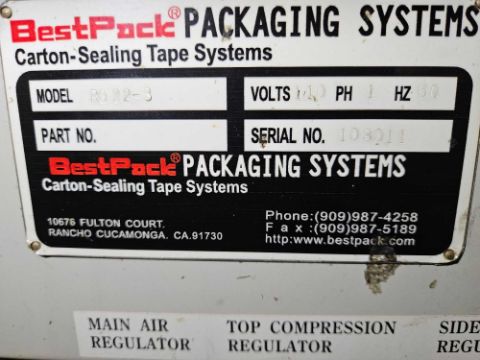 BestPack® PACKAGING SYSTEMS
Carton-Sealing Tape Systems
MODEL
VOLTS 110 PH 1 HZ
PART NO. SERIAL NO.
BestPack® PACKAGING SYSTEMS
Carton-Sealing Tape Systems
10676 FULTON COURT. Phone:(909)987-4258
RANCHO CUCAMONGA. CA.91730 Fax:(909)987-5189
http:www.bestpack.com
MAIN AIR TOP COMPRESSION SIDE
REGULATOR REGULATOR REGU